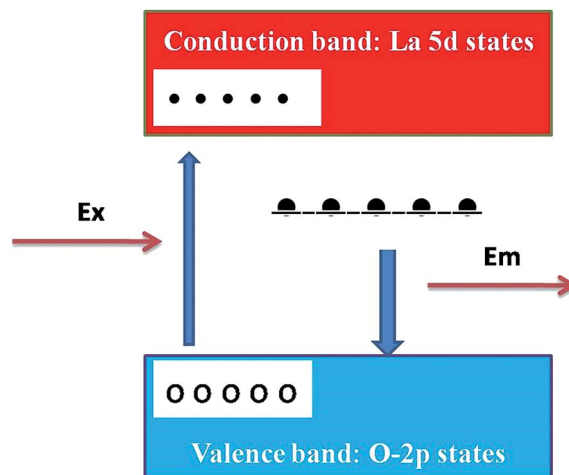 Conduction band: La 5d states
Ex
Em
O O O O O
Valence band: O-2p states